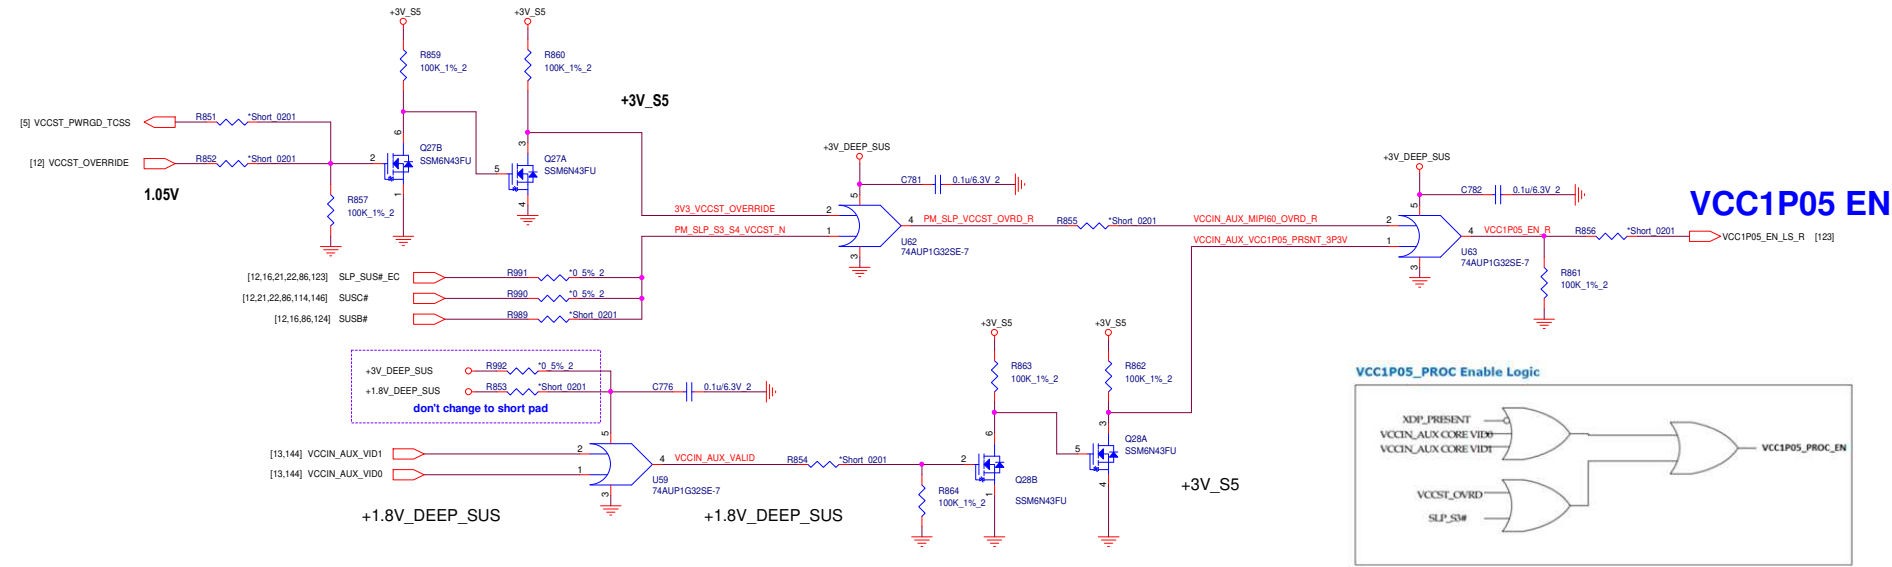 +3V_S5
+3V_S5
R859
100K_1%_2
R860
100K_1%_2
+3V_S5
[5] VCCST_PWRGD_TCSS
R851
*Short_0201
6
3
Q27B
SSM6N43FU
Q27A
SSM6N43FU
[12] VCCST_OVERRIDE
R852
*Short_0201
2
5
1
4
1.05V
R857
100K_1%_2
+3V_DEEP_SUS
C781
0.1u/6.3V_2
+3V_DEEP_SUS
C782
0.1u/6.3V_2
VCC1P05 EN
3V3_VCCST_OVERRIDE
2
5
4
PM_SLP_VCCST_OVRD_R
R855
*Short_0201
VCCIN_AUX_MIPI60_OVRD_R
2
5
4
VCC1P05_EN_R
R856
*Short_0201
VCC1P05_EN_LS_R [123]
PM_SLP_S3_S4_VCCST_N
1
3
U62
74AUP1G32SE-7
VCCIN_AUX_VCC1P05_PRSNT_3P3V
1
3
U63
74AUP1G32SE-7
R861
100K_1%_2
[12,16,21,22,86,123] SLP_SUS#_EC
R991
*0_5%_2
[12,21,22,86,114,146] SUSC#
R990
*0_5%_2
[12,16,86,124] SUSB#
R989
*Short_0201
+3V_S5
+3V_S5
R863
100K_1%_2
R862
100K_1%_2
+3V_DEEP_SUS
R992
*0_5%_2
+1.8V_DEEP_SUS
R853
*Short_0201
don't change to short pad
C776
0.1u/6.3V_2
[13,144] VCCIN_AUX_VID1
2
5
[13,144] VCCIN_AUX_VID0
1
3
4
VCCIN_AUX_VALID
U59
74AUP1G32SE-7
R854
*Short_0201
R864
100K_1%_2
2
6
1
Q28B
SSM6N43FU
5
3
4
Q28A
SSM6N43FU
+3V_S5
+1.8V_DEEP_SUS
+1.8V_DEEP_SUS
VCC1P05_PROC Enable Logic
XDP_PRESENT
VCCIN_AUX CORE VID0
VCCIN_AUX CORE VID1
VCC1P05_PROC_EN
VCCST_OVRD
SLP_S3#